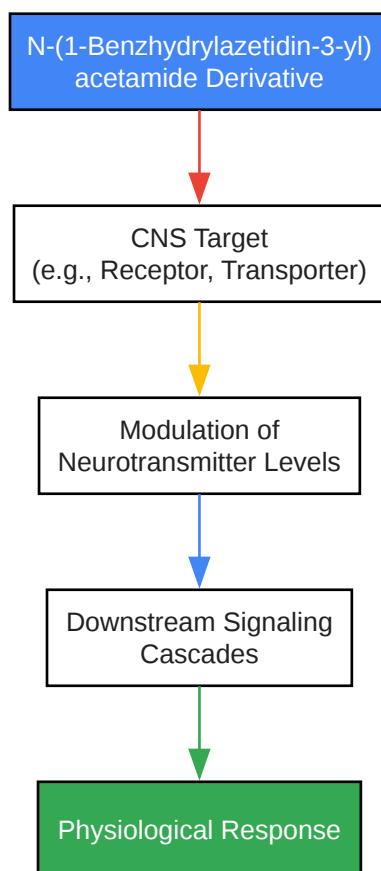 N-(1-Benzhydrylazetidin-3-yl)
acetamide Derivative
CNS Target
(e.g., Receptor, Transporter)
Modulation of
Neurotransmitter Levels
Downstream Signaling
Cascades
Physiological Response